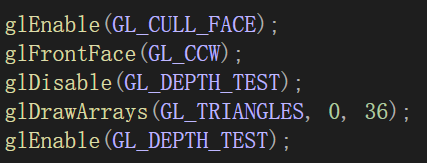 glEnable(GL_CULL_FACE);
glFrontFace(GL_CCW);
glDisable(GL_DEPTH_TEST);
glDrawArrays(GL_TRIANGLES, 0, 36);
glEnable(GL_DEPTH_TEST);